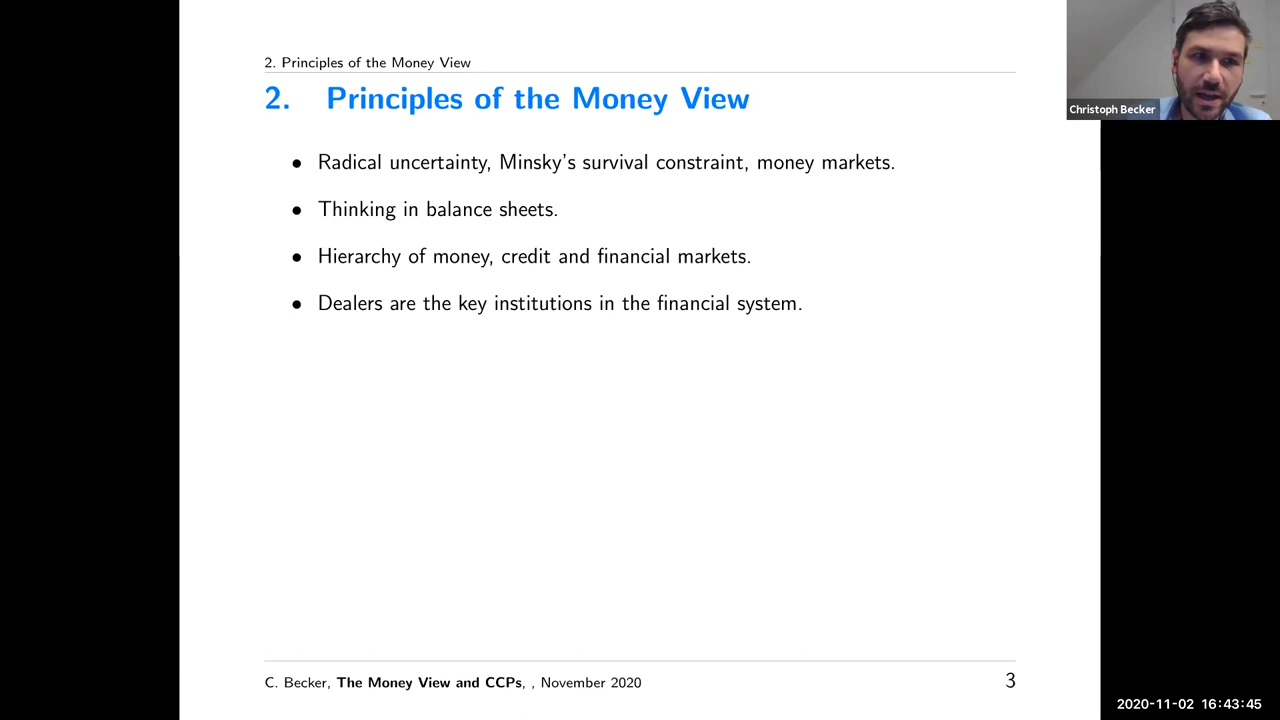 2. Principles of the Money View
2. Principles of the Money View
• Radical uncertainty, Minsky's survival constraint, money markets.
• Thinking in balance sheets.
• Hierarchy of money, credit and financial markets.
• Dealers are the key institutions in the financial system.
C. Becker, The Money View and CCPs, , November 2020
3
Christoph Becker
2020-11-02 16:43:45